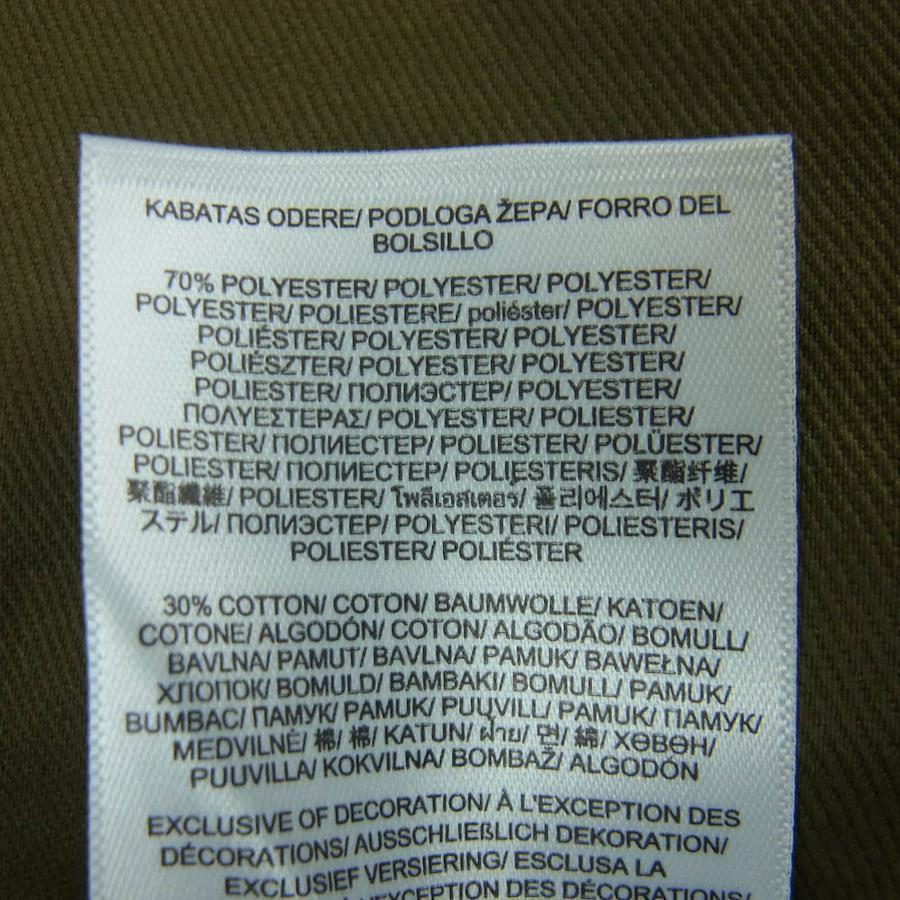 KABATAS ODERE/ PODLOGA ŽEPA/ FORRO DEL
BOLSILLO
70% POLYESTER/ POLYESTER/ POLYESTER/
POLYESTER/ POLIESTERE/ poliéster/ POLYESTER/
POLIÉSTER/ POLYESTER/ POLYESTER/
POLIÉSZTER/ POLYESTER/ POLYESTER/
POLIESTER/ ПОЛИЭСТЕР/ POLYESTER/
ΠΟΛΥΕΣΤΕΡΑΣ/ POLYESTER/ POLIESTER/
POLIESTER/ ПОЛИЕСТЕР/ POLIESTER/ POLÜESTER/
POLIESTER/ ПОЛИЕСТЕР/ POLIESTERIS/ 聚酯纤维/
聚酯纖維/ POLIESTER/ โพลีเอสเตอร์/ 폴리에스터/ ポリエ
ステル/ ПОЛИЭСТЕР/ POLYESTERI/ POLIESTERIS/
POLIESTER/ POLIÉSTER
30% COTTON/ COTON/ BAUMWOLLE/ KATOEN/
COTONE/ ALGODÓN/ COTON/ ALGODÃO/ BOMULL/
BAVLNA/ PAMUT/ BAVLNA/ PAMUK/ BAWEŁNA/
ХЛОПОК/ BOMULD/ BAMBAKI/ BOMULL/ PAMUK/
BUMBAC/ ПАМУК/ PAMUK/ PUUVILL/ PAMUK/ ПАМУК/
MEDVILNĖ/ 棉/ 棉/ KATUN/ ฝ้าย/ 면/ 綿/ ХӨВӨН/
PUUVILLA/ KOKVILNA/ BOMBAŽ/ ALGODÓN
EXCLUSIVE OF DECORATION/ À L'EXCEPTION DES
DÉCORATIONS/ AUSSCHLIEßLICH DEKORATION/
EXCLUSIEF VERSIERING/ ESCLUSA LA
L'EXCEPTION DES DÉCORATIONS/